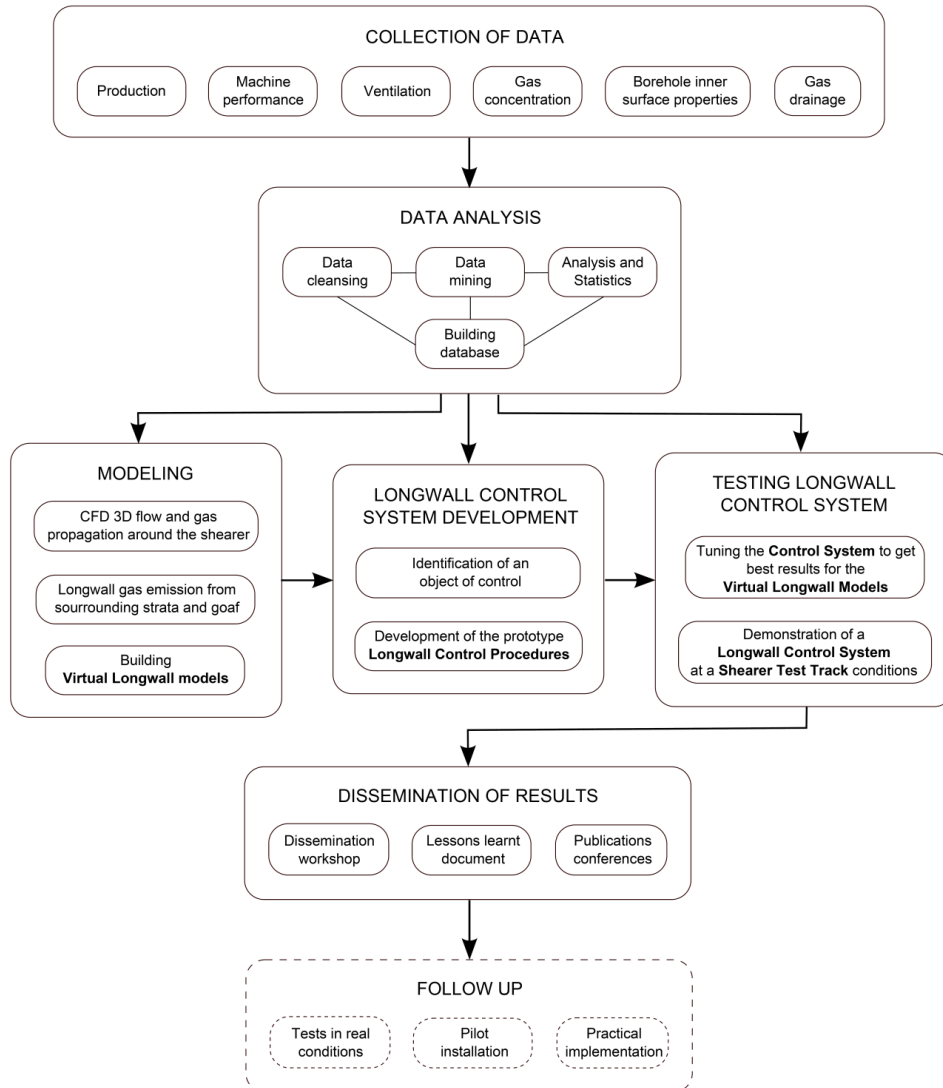 COLLECTION OF DATA
Production
Machine
performance
Ventilation
Gas
concentration
Borehole inner
surface properties
Gas
drainage
DATA ANALYSIS
Data
cleansing
Data
mining
Analysis and
Statistics
Building
database
MODELING
CFD 3D flow and gas
propagation around the shearer
Longwall gas emission from
sourrounding strata and goaf
Building
Virtual Longwall models
LONGWALL CONTROL
SYSTEM DEVELOPMENT
Identification of an
object of control
Development of the prototype
Longwall Control Procedures
TESTING LONGWALL
CONTROL SYSTEM
Tuning the Control System to get
best results for the
Virtual Longwall Models
Demonstration of a
Longwall Control System
at a Shearer Test Track conditions
DISSEMINATION OF RESULTS
Dissemination
workshop
Lessons learnt
document
Publications
conferences
FOLLOW UP
Tests in real
conditions
Pilot
installation
Practical
implementation